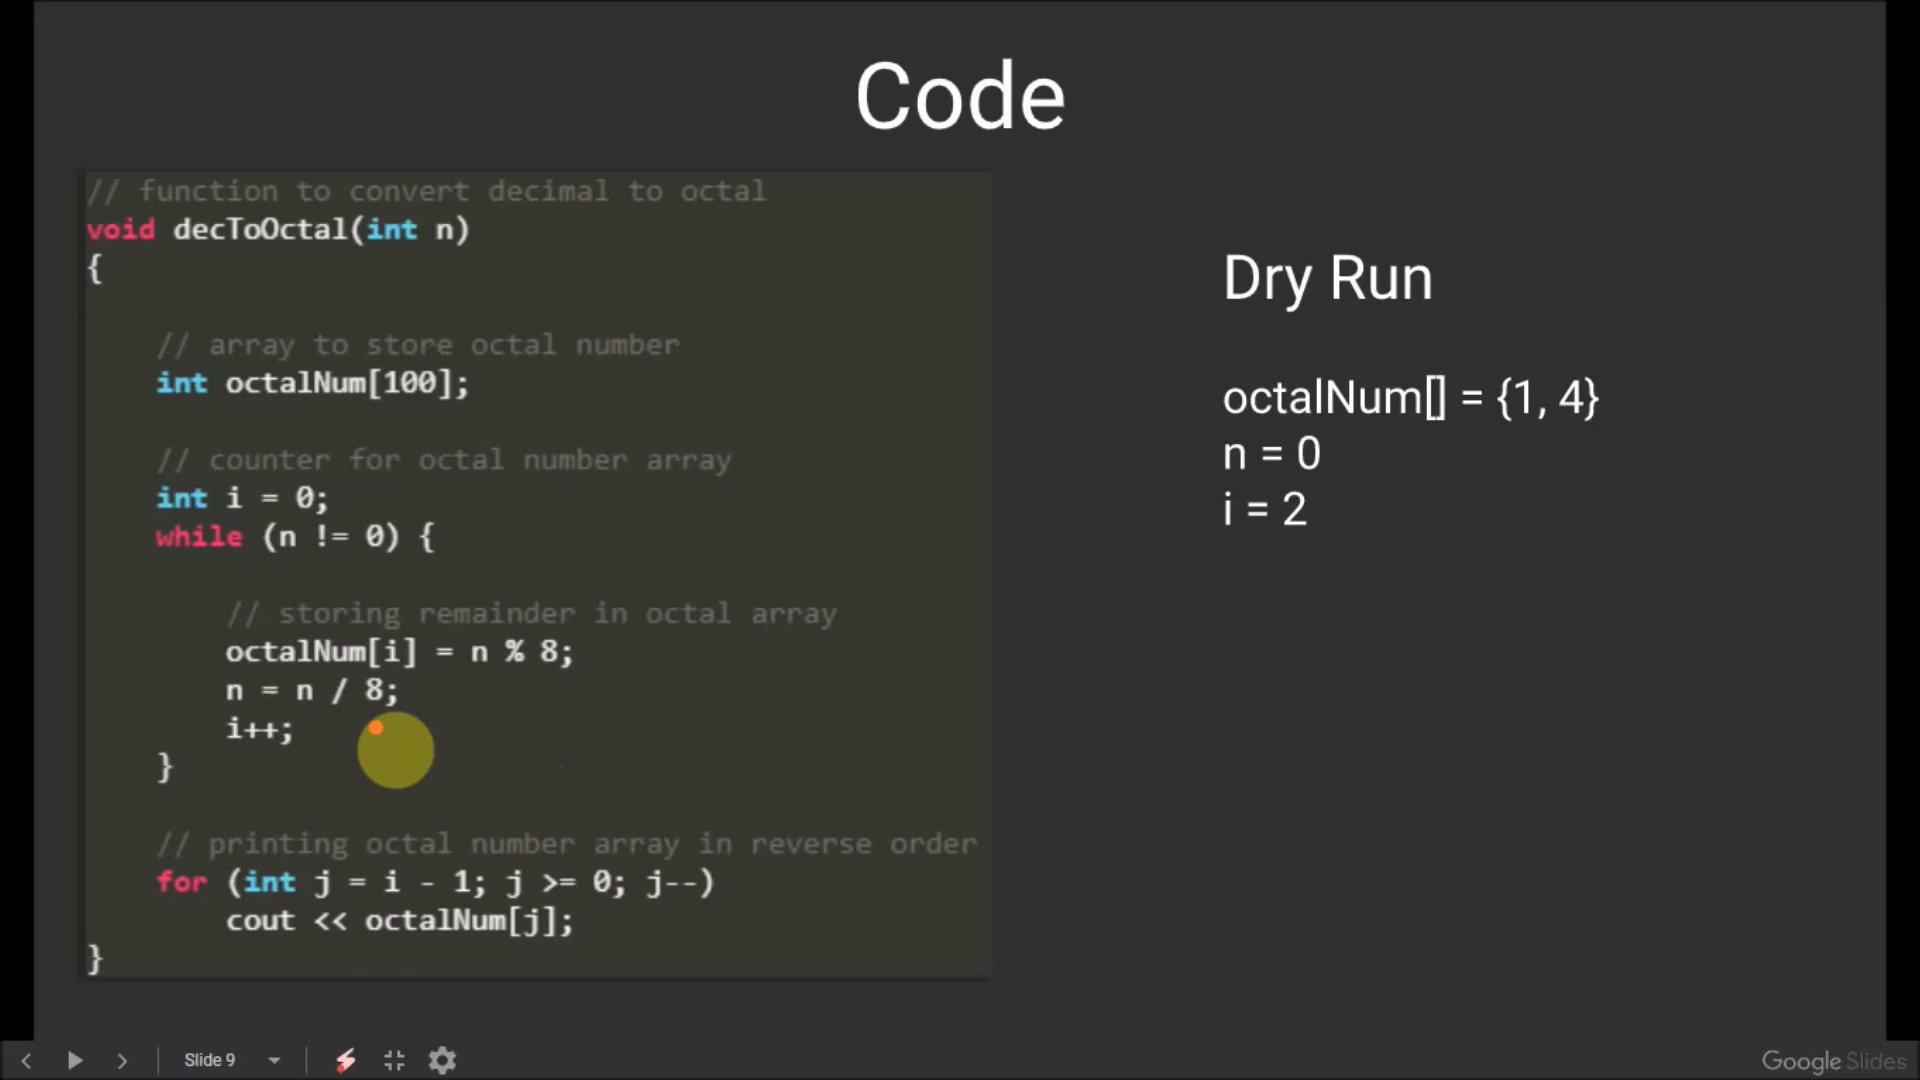 Code
// function to convert decimal to octal
void decToOctal(int n)
{
// array to store octal number
int octalNum[100];
// counter for octal number array
int i = 0;
while (n != 0) {
// storing remainder in octal array
octalNum[i] = n % 8;
n = n / 8;
i++;
}
// printing octal number array in reverse order
for (int j = i - 1; j >= 0; j--)
cout << octalNum[j];
}
Dry Run
octalNum[] = {1, 4}
n = 0
i = 2
Slide 9
Google Slides